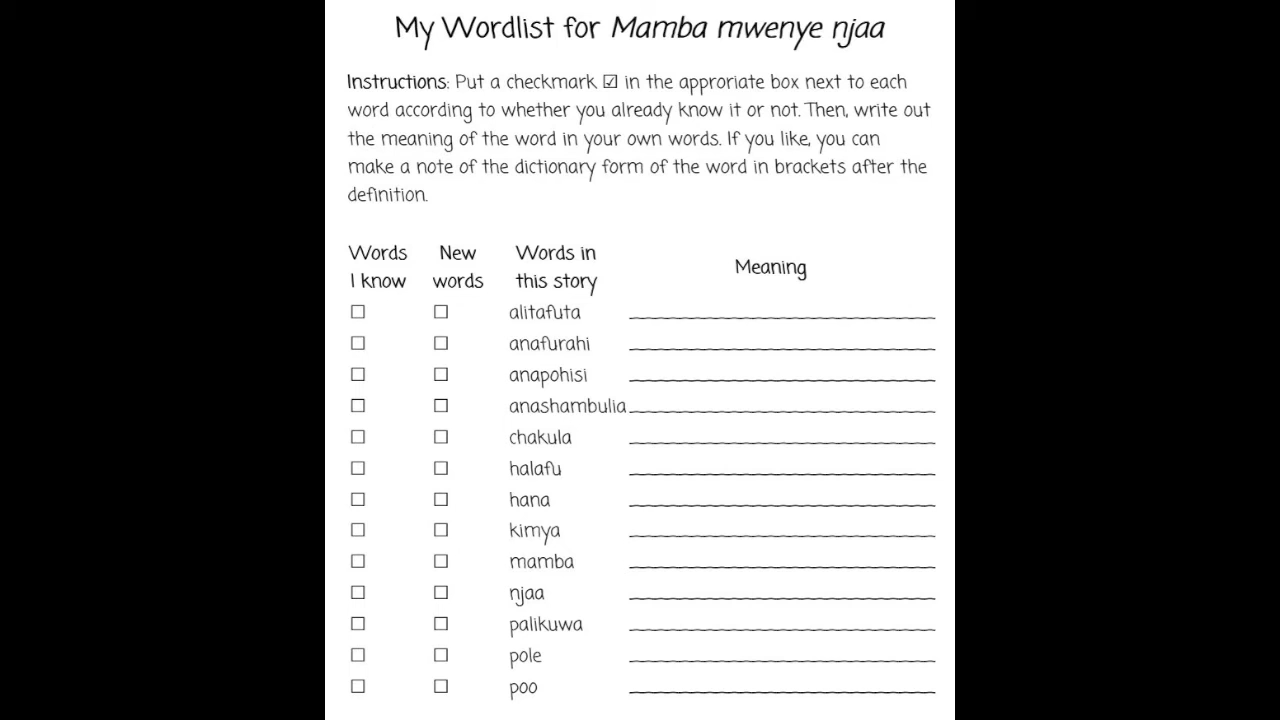 My Wordlist for Mamba mwenye njaa
Instructions: Put a checkmark ☑ in the approriate box next to each
word according to whether you already know it or not. Then, write out
the meaning of the word in your own words. If you like, you can
make a note of the dictionary form of the word in brackets after the
definition.
Words I know New words Words in this story Meaning
☐ ☐ alitafuta
☐ ☐ anafurahi
☐ ☐ anapohisi
☐ ☐ anashambulia
☐ ☐ chakula
☐ ☐ halafu
☐ ☐ hana
☐ ☐ kimya
☐ ☐ mamba
☐ ☐ njaa
☐ ☐ palikuwa
☐ ☐ pole
☐ ☐ poo